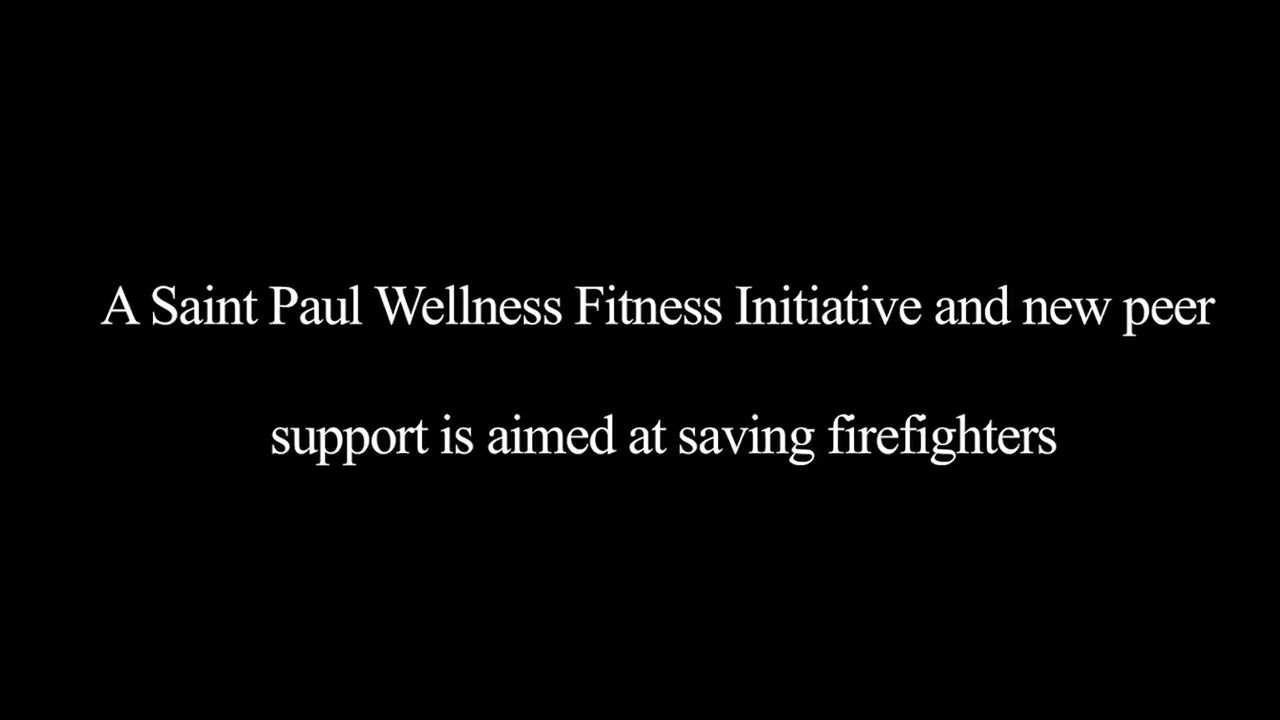 A Saint Paul Wellness Fitness Initiative and new peer
support is aimed at saving firefighters